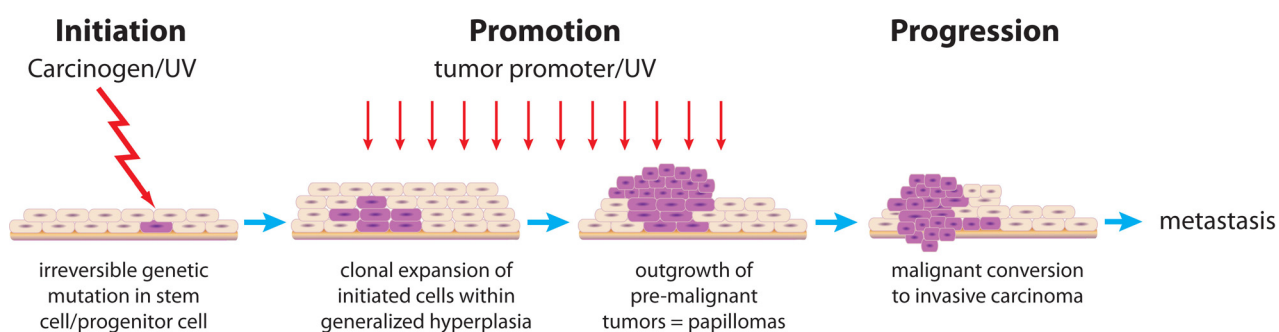 Initiation
Carcinogen/UV
Promotion
tumor promoter/UV
Progression
irreversible genetic
mutation in stem
cell/progenitor cell
clonal expansion of
initiated cells within
generalized hyperplasia
outgrowth of
pre-malignant
tumors = papillomas
malignant conversion
to invasive carcinoma
metastasis